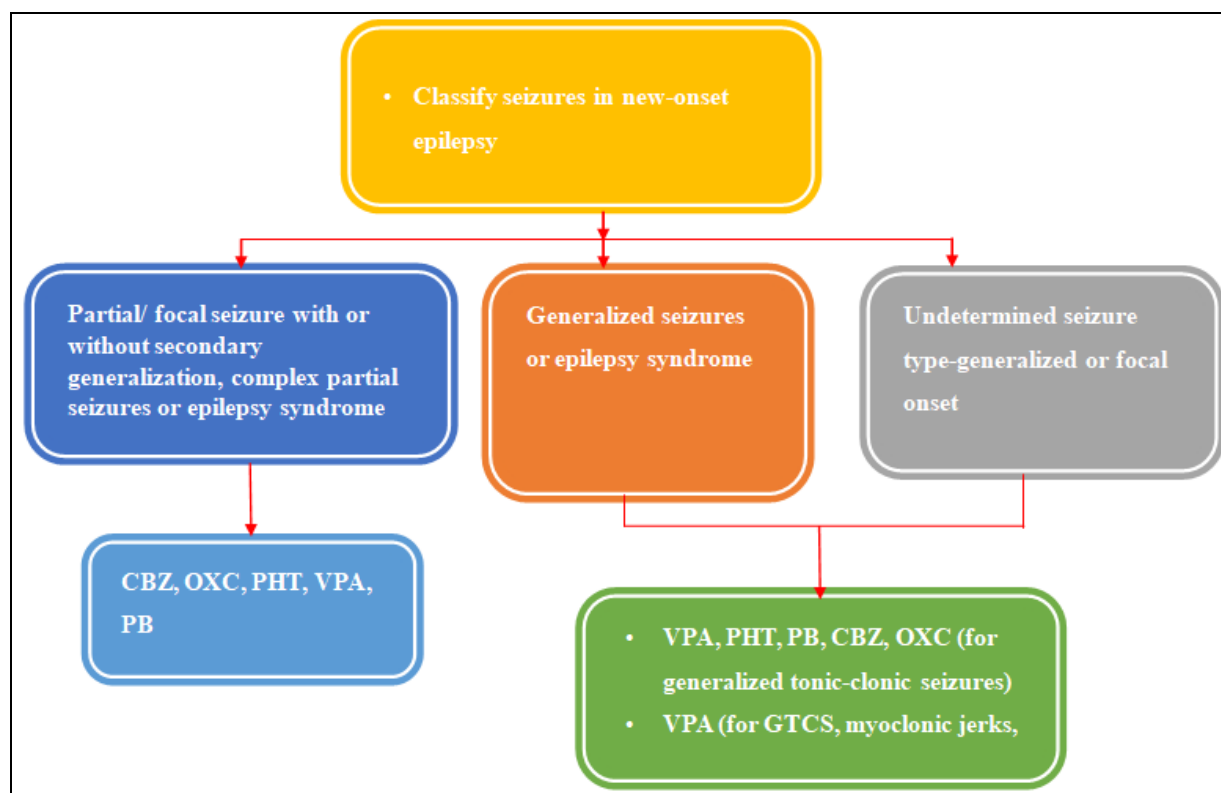 • Classify seizures in new-onset
epilepsy
Partial/ focal seizure with or
without secondary
generalization, complex partial
seizures or epilepsy syndrome
Generalized seizures
or epilepsy syndrome
Undetermined seizure
type-generalized or focal
onset
CBZ, OXC, PHT, VPA,
PB
• VPA, PHT, PB, CBZ, OXC (for
generalized tonic-clonic seizures)
• VPA (for GTCS, myoclonic jerks,